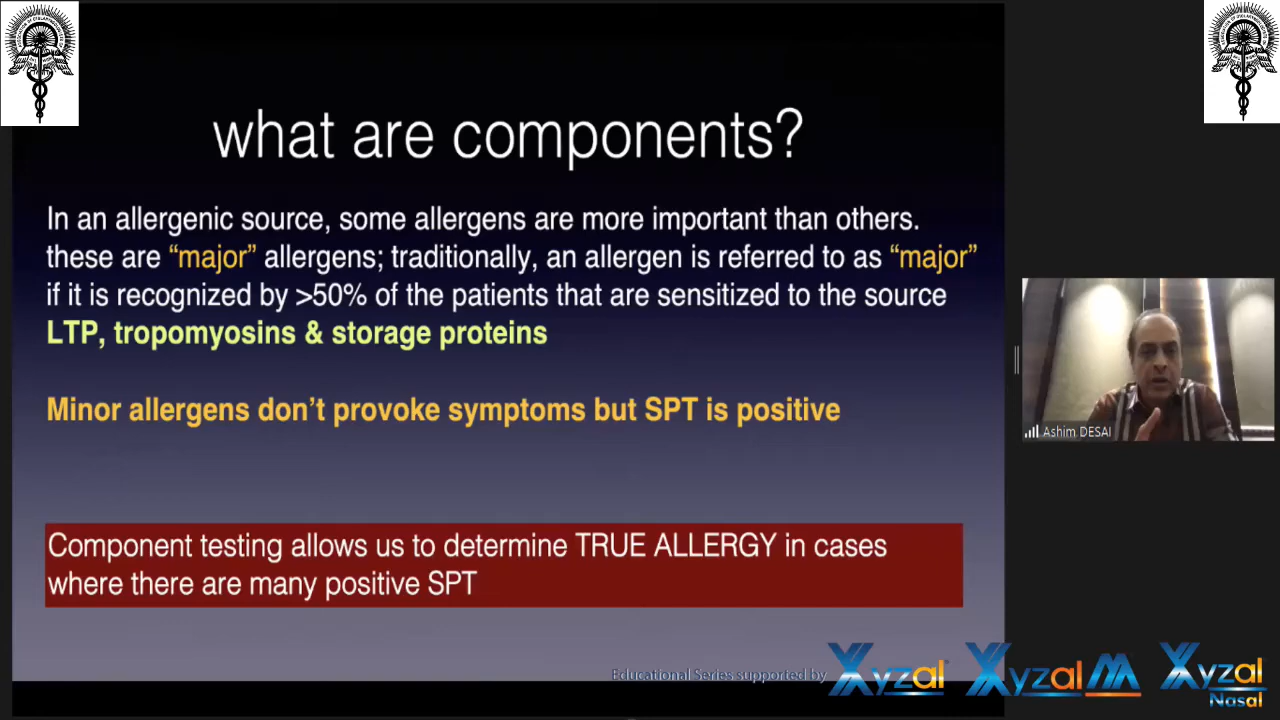 what are components?
In an allergenic source, some allergens are more important than others.
these are “major” allergens; traditionally, an allergen is referred to as “major”
if it is recognized by >50% of the patients that are sensitized to the source
LTP, tropomyosins & storage proteins
Minor allergens don’t provoke symptoms but SPT is positive
Component testing allows us to determine TRUE ALLERGY in cases
where there are many positive SPT
Ashim DESAI
Educational Series supported by
Xyzal
Xyzal M
Xyzal
Nasal